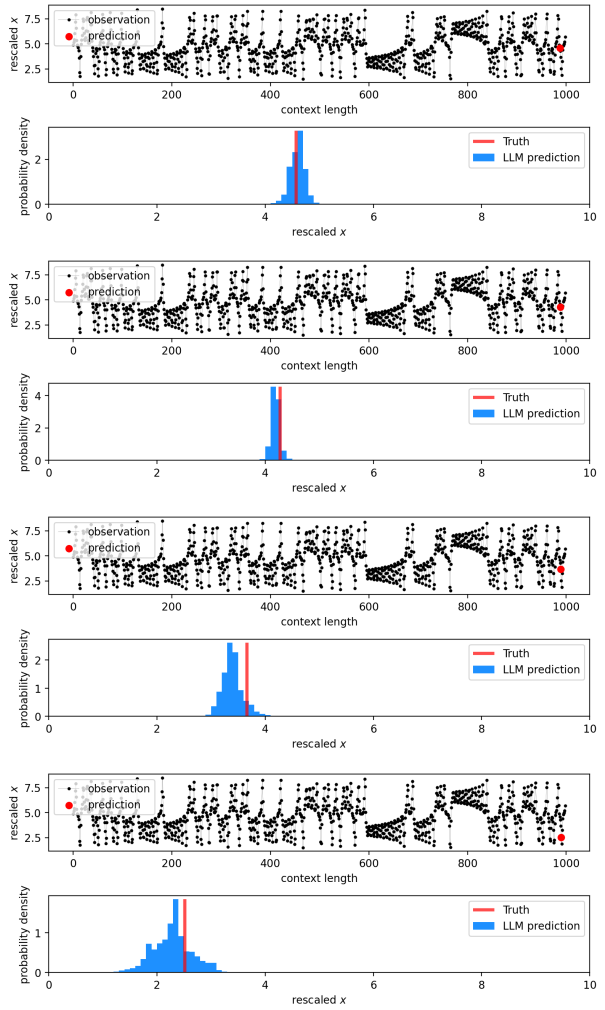 rescaled x
7.5
5.0
2.5
observation
prediction
0 200 400 600 800 1000
context length
probability density
2
0
Truth
LLM prediction
0 2 4 6 8 10
rescaled x
rescaled x
7.5
5.0
2.5
observation
prediction
0 200 400 600 800 1000
context length
probability density
4
2
0
Truth
LLM prediction
0 2 4 6 8 10
rescaled x
rescaled x
7.5
5.0
2.5
observation
prediction
0 200 400 600 800 1000
context length
probability density
2
1
0
Truth
LLM prediction
0 2 4 6 8 10
rescaled x
rescaled x
7.5
5.0
2.5
observation
prediction
0 200 400 600 800 1000
context length
probability density
1
0
Truth
LLM prediction
0 2 4 6 8 10
rescaled x